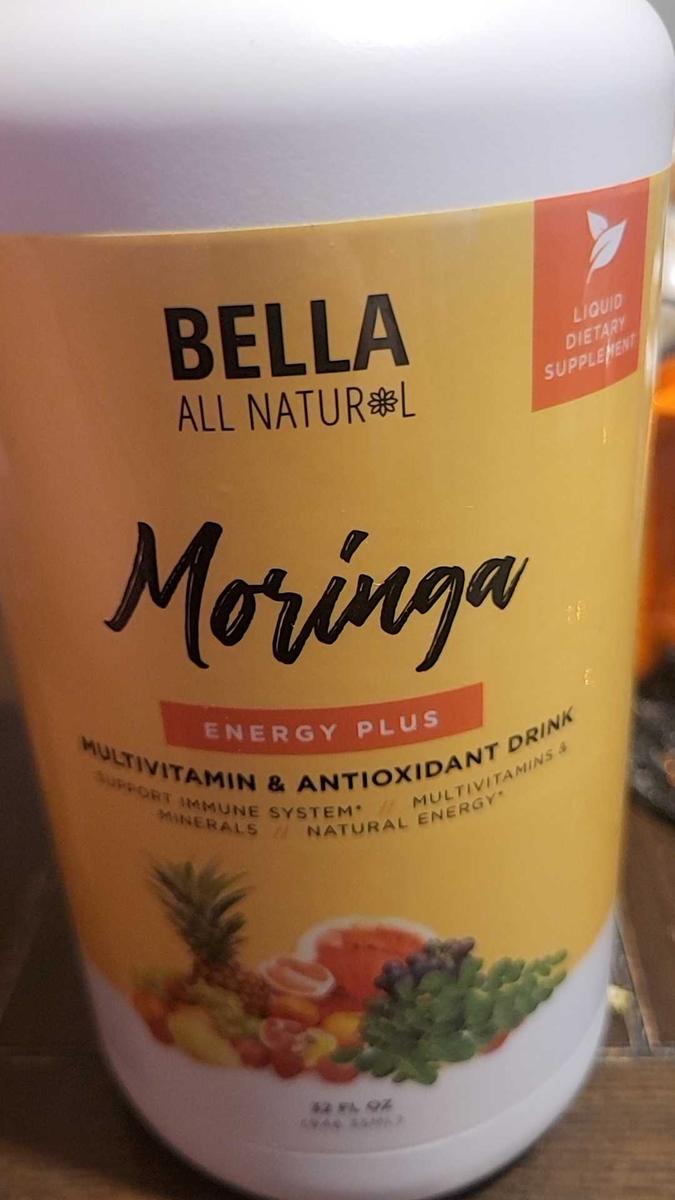 BELLA
ALL NATURAL
LIQUID
DIETARY
SUPPLEMENT
Moringa
ENERGY PLUS
MULTIVITAMIN & ANTIOXIDANT DRINK
SUPPORT IMMUNE SYSTEM* // MULTIVITAMINS &
MINERALS // NATURAL ENERGY*
32 FL OZ